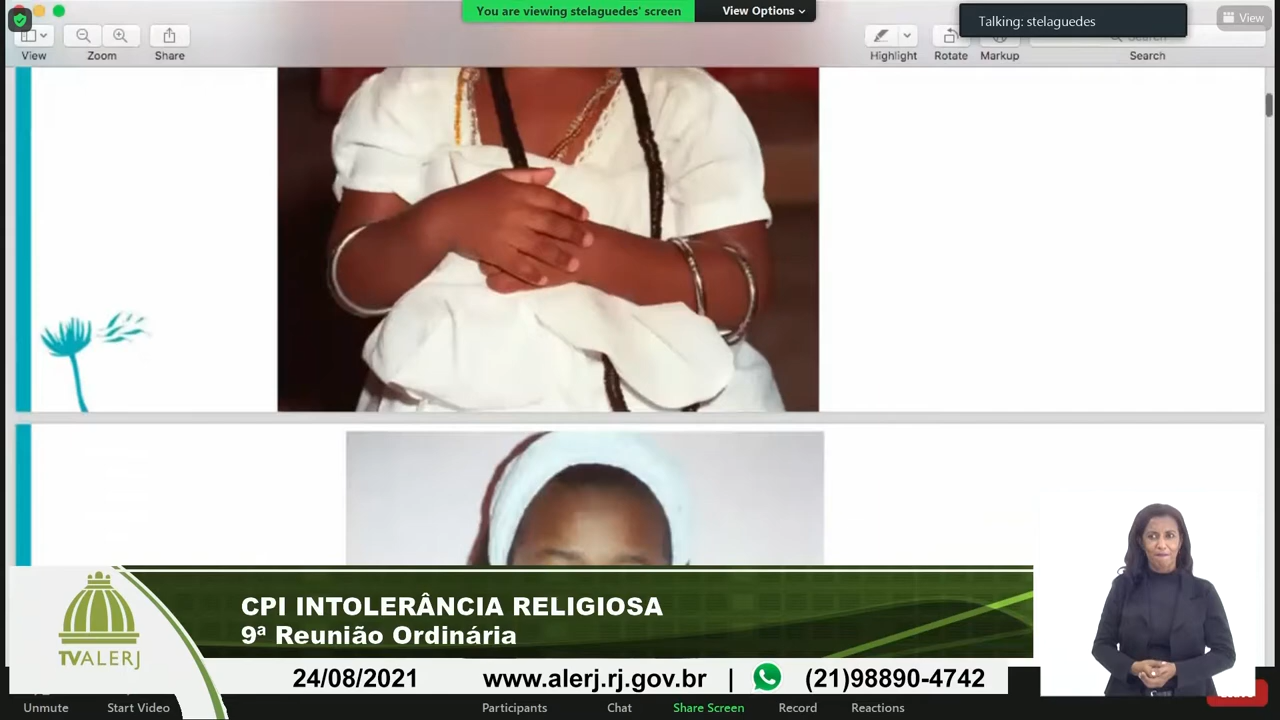 You are viewing stelaguedes' screen
View Options
Talking: stelaguedes
View
View
Zoom
Share
Highlight
Rotate
Markup
Search
Search
CPI INTOLERÂNCIA RELIGIOSA
9ª Reunião Ordinária
TVALERJ
24/08/2021
www.alerj.rj.gov.br | (21)98890-4742
Unmute
Start Video
Participants
Chat
Share Screen
Record
Reactions